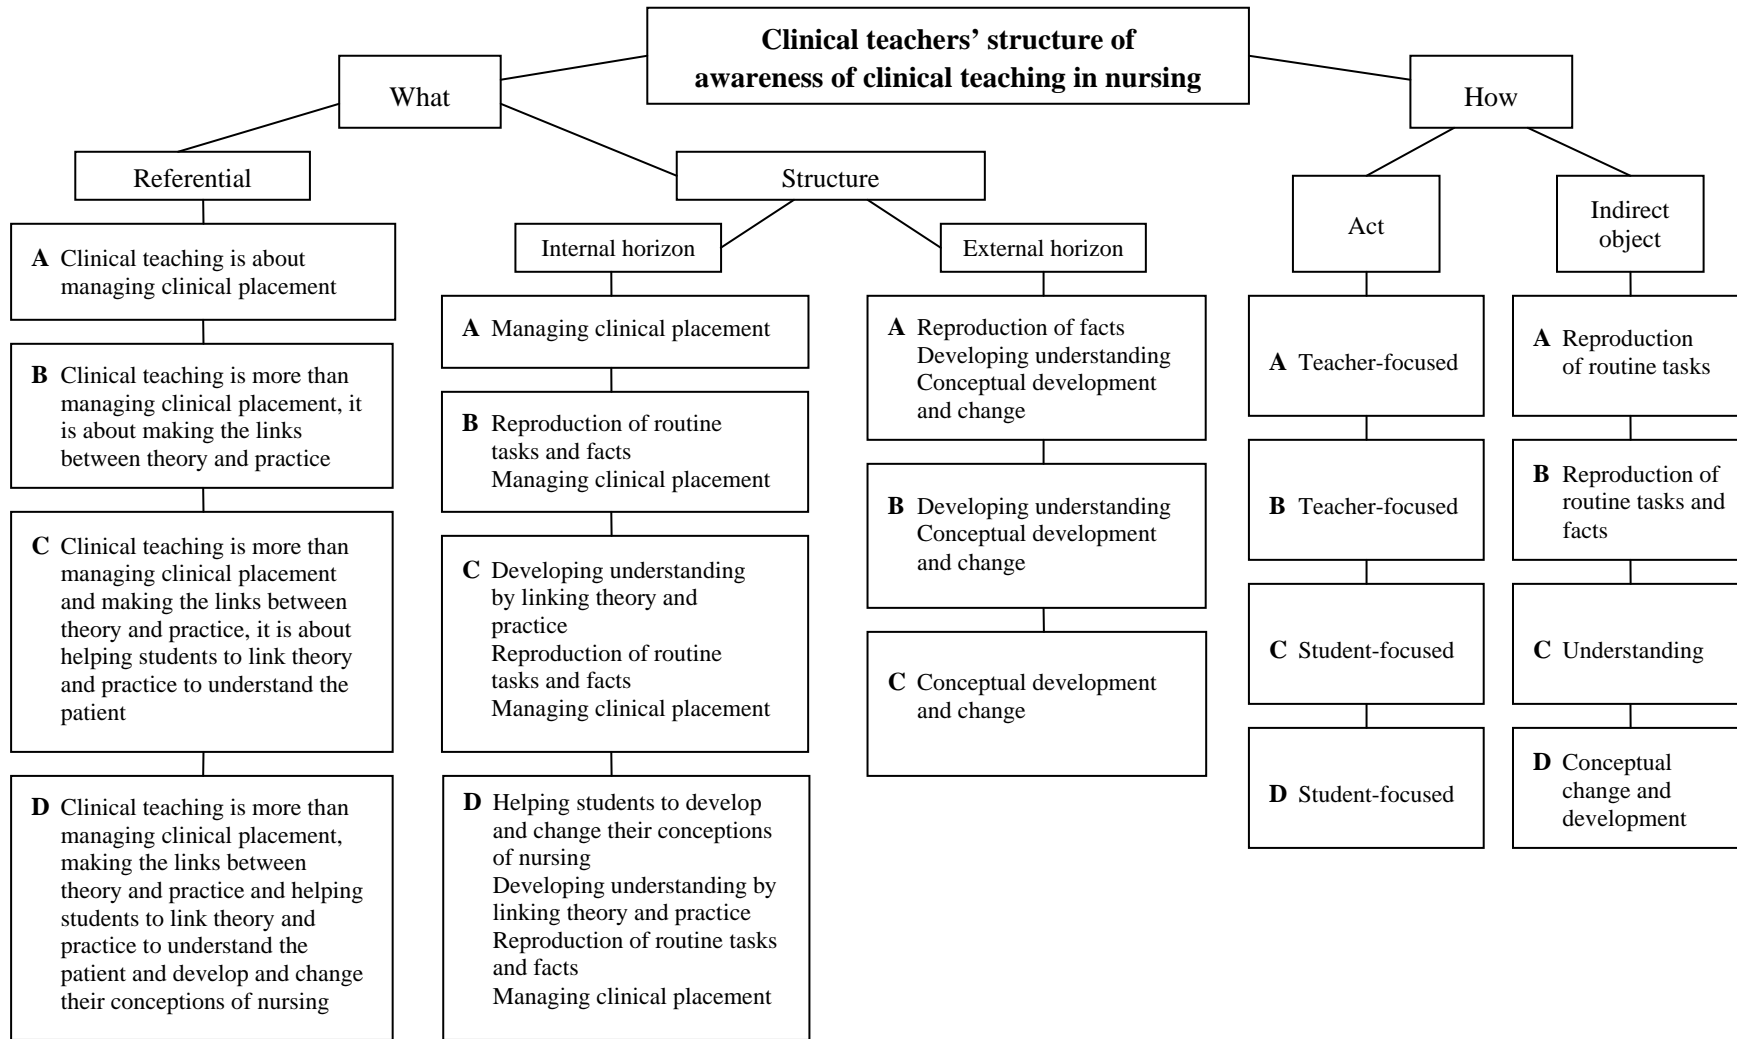 Clinical teachers’ structure of
awareness of clinical teaching in nursing
What
How
Referential
Structure
Act
Indirect
object
Internal horizon
External horizon
A Clinical teaching is about
managing clinical placement
B Clinical teaching is more than
managing clinical placement, it
is about making the links
between theory and practice
C Clinical teaching is more than
managing clinical placement
and making the links between
theory and practice, it is about
helping students to link theory
and practice to understand the
patient
D Clinical teaching is more than
managing clinical placement,
making the links between
theory and practice and helping
students to link theory and
practice to understand the
patient and develop and change
their conceptions of nursing
A Managing clinical placement
B Reproduction of routine
tasks and facts
Managing clinical placement
C Developing understanding
by linking theory and
practice
Reproduction of routine
tasks and facts
Managing clinical placement
D Helping students to develop
and change their conceptions
of nursing
Developing understanding by
linking theory and practice
Reproduction of routine tasks
and facts
Managing clinical placement
A Reproduction of facts
Developing understanding
Conceptual development
and change
B Developing understanding
Conceptual development
and change
C Conceptual development
and change
A Teacher-focused
B Teacher-focused
C Student-focused
D Student-focused
A Reproduction
of routine tasks
B Reproduction of
routine tasks and
facts
C Understanding
D Conceptual
change and
development